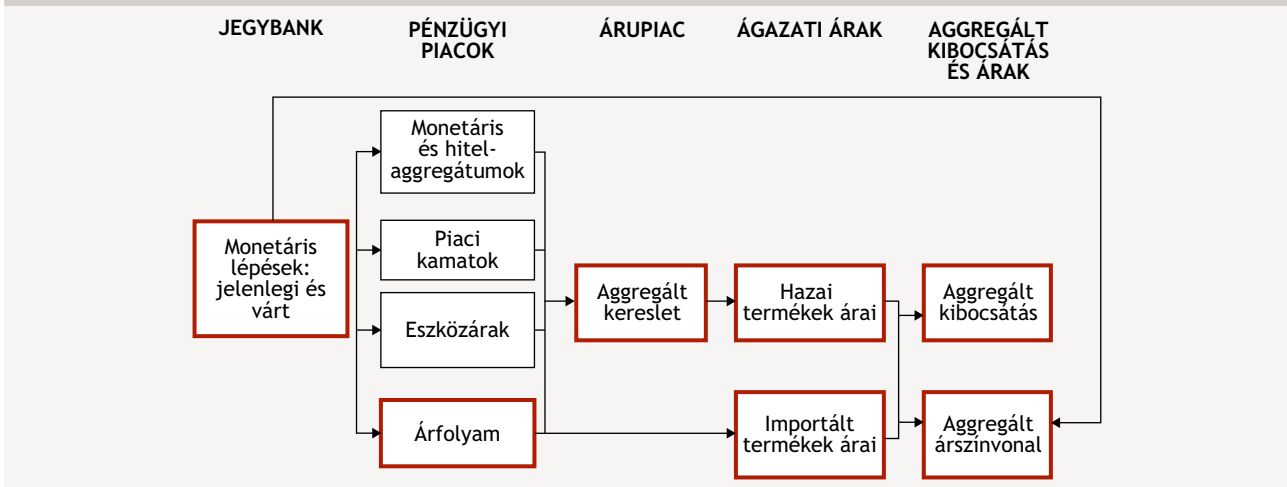 JEGYBANK
PÉNZÜGYI
PIACOK
ÁRUPIAC
ÁGAZATI ÁRAK
AGGREGÁLT
KIBOCSÁTÁS
ÉS ÁRAK
Monetáris
és hitel-
aggregátumok
Monetáris
lépések:
jelenlegi és
várt
Piaci
kamatok
Eszközárak
Árfolyam
Aggregált
kereslet
Hazai
termékek árai
Importált
termékek árai
Aggregált
kibocsátás
Aggregált
árszínvonal